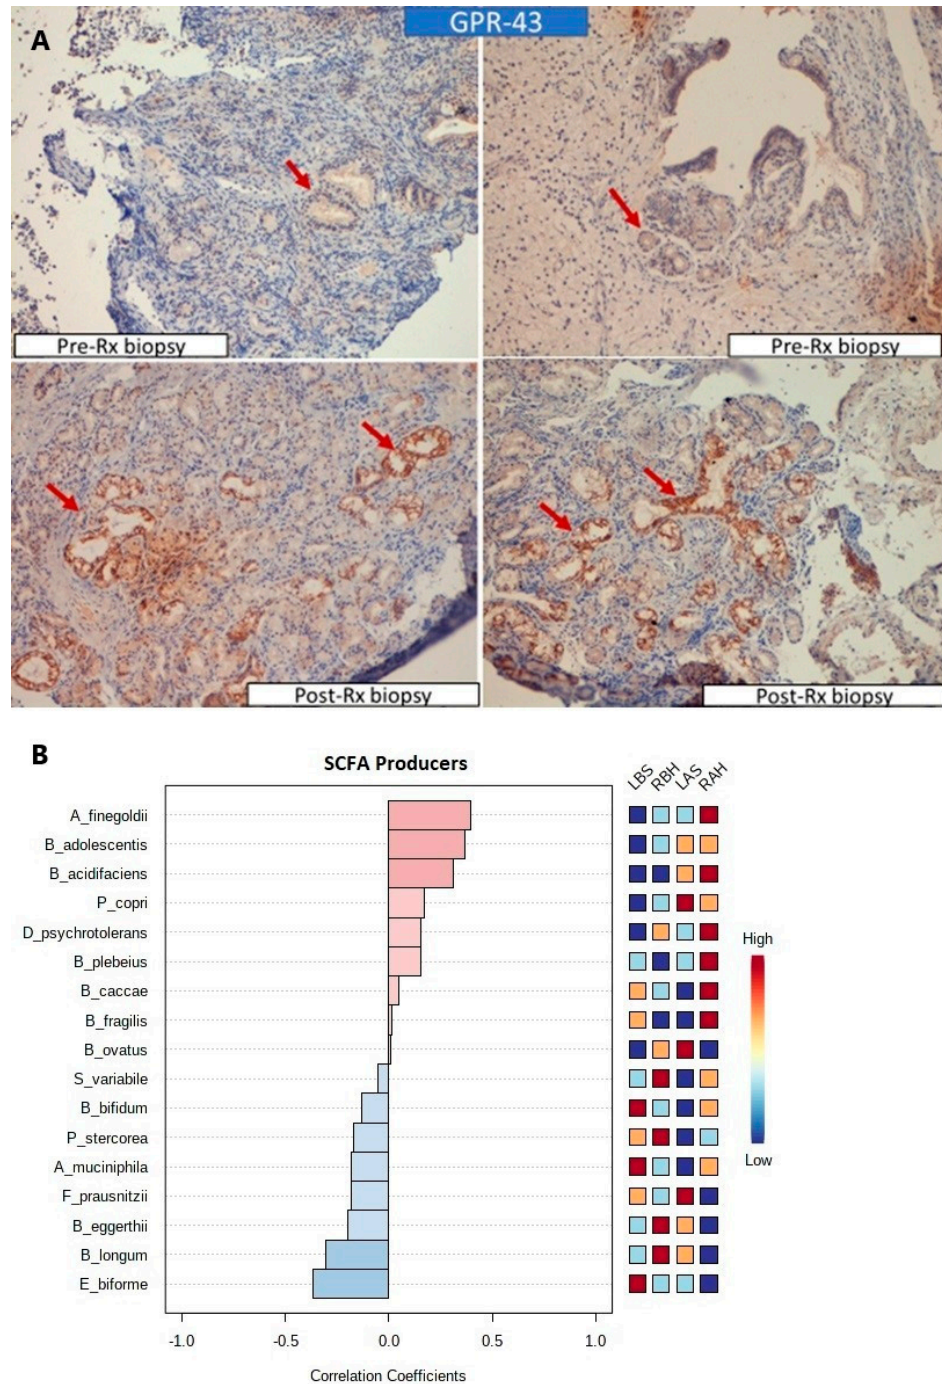 A
GPR-43
Pre-Rx biopsy
Pre-Rx biopsy
Post-Rx biopsy
Post-Rx biopsy
B
SCFA Producers
LBS RBH LAS RAH
A_finegoldii
B_adolescentis
B_acidifaciens
P_copri
D_psychrotolerans
B_plebeius
B_caccae
B_fragilis
B_ovatus
S_variabile
B_bifidum
P_stercorea
A_muciniphila
F_prausnitzii
B_eggerthii
B_longum
E_biforme
High
Low
-1.0 -0.5 0.0 0.5 1.0
Correlation Coefficients